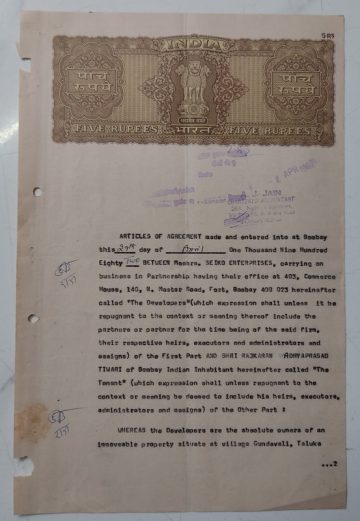 5 RS
INDIA
पांच रुपये
पांच रुपये
FIVE RUPEES भारत FIVE RUPEES
J. JAIN
ARTICLES OF AGREEMENT made and entered into at Bombay
this 27th day of April One Thousand Nine Hundred
Eighty Two BETWEEN Messrs. SEIKO ENTERPRISES, carrying on
business in Partnership having their office at 403, Commerce
House, 140, N. Master Road, Fort, Bombay 400 023 hereinafter
called "The Developers"(which expression shall unless it be
repugnant to the context or seeming thereof include the
partners or partner for the time being of the said firm,
their respective heirs, executors and administrators and
assigns) of the First Part AND SHRI RAJKARAN
TIWARI of Bombay Indian Inhabitant hereinafter called "The
Tenant" (which expression shall unless repugnant to the
context or seeming be deemed to include his heirs, executors,
administrators and assigns) of the Other Part :
WHEREAS the Developers are the absolute owners of an
immoveable property situate at village Gundavali, Taluka
...2